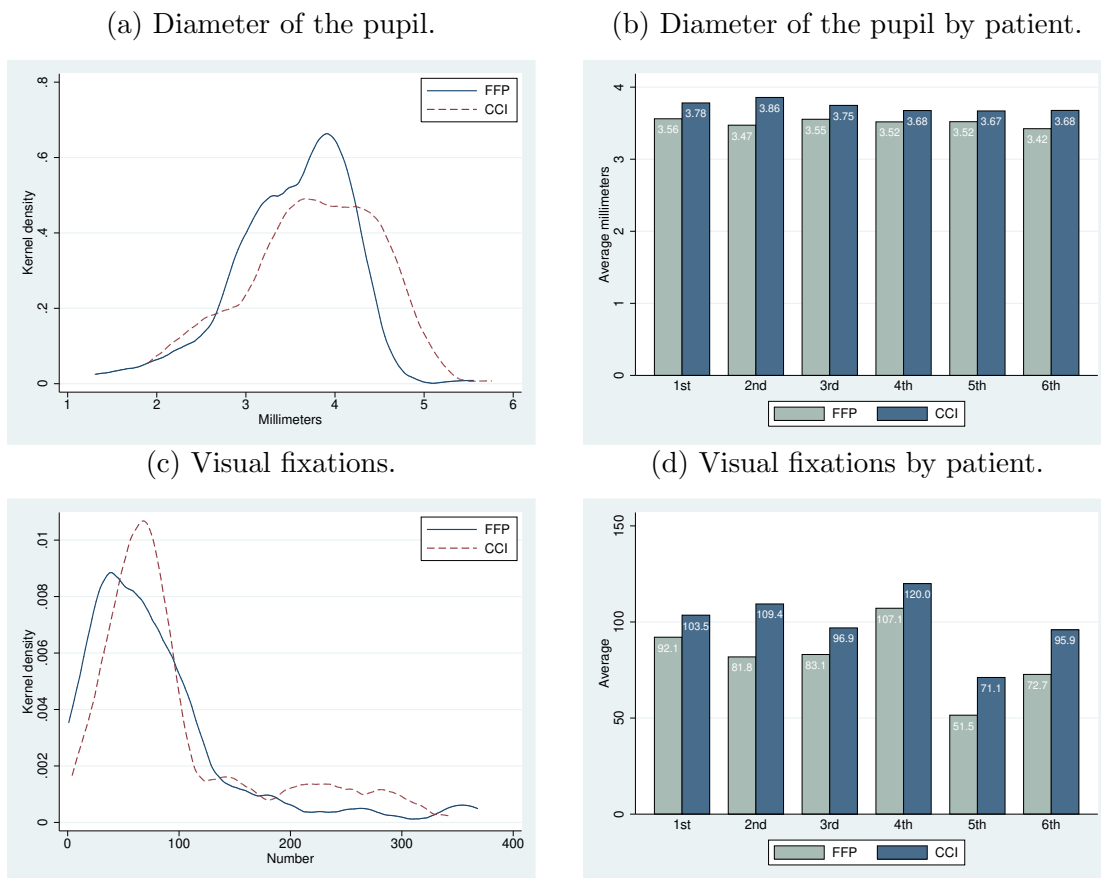 (a) Diameter of the pupil.
.8
.6
.4
.2
0
Kernel density
1 2 3 4 5 6
Millimeters
FFP
CCI
(b) Diameter of the pupil by patient.
4
3
2
1
0
Average millimeters
3.56 3.78 3.47 3.86 3.55 3.75 3.52 3.68 3.52 3.67 3.42 3.68
1st 2nd 3rd 4th 5th 6th
FFP CCI
(c) Visual fixations.
.01
.008
.006
.004
.002
0
Kernel density
0 100 200 300 400
Number
FFP
CCI
(d) Visual fixations by patient.
150
100
50
0
Average
92.1 103.5 81.8 109.4 83.1 96.9 107.1 120.0 51.5 71.1 72.7 95.9
1st 2nd 3rd 4th 5th 6th
FFP CCI